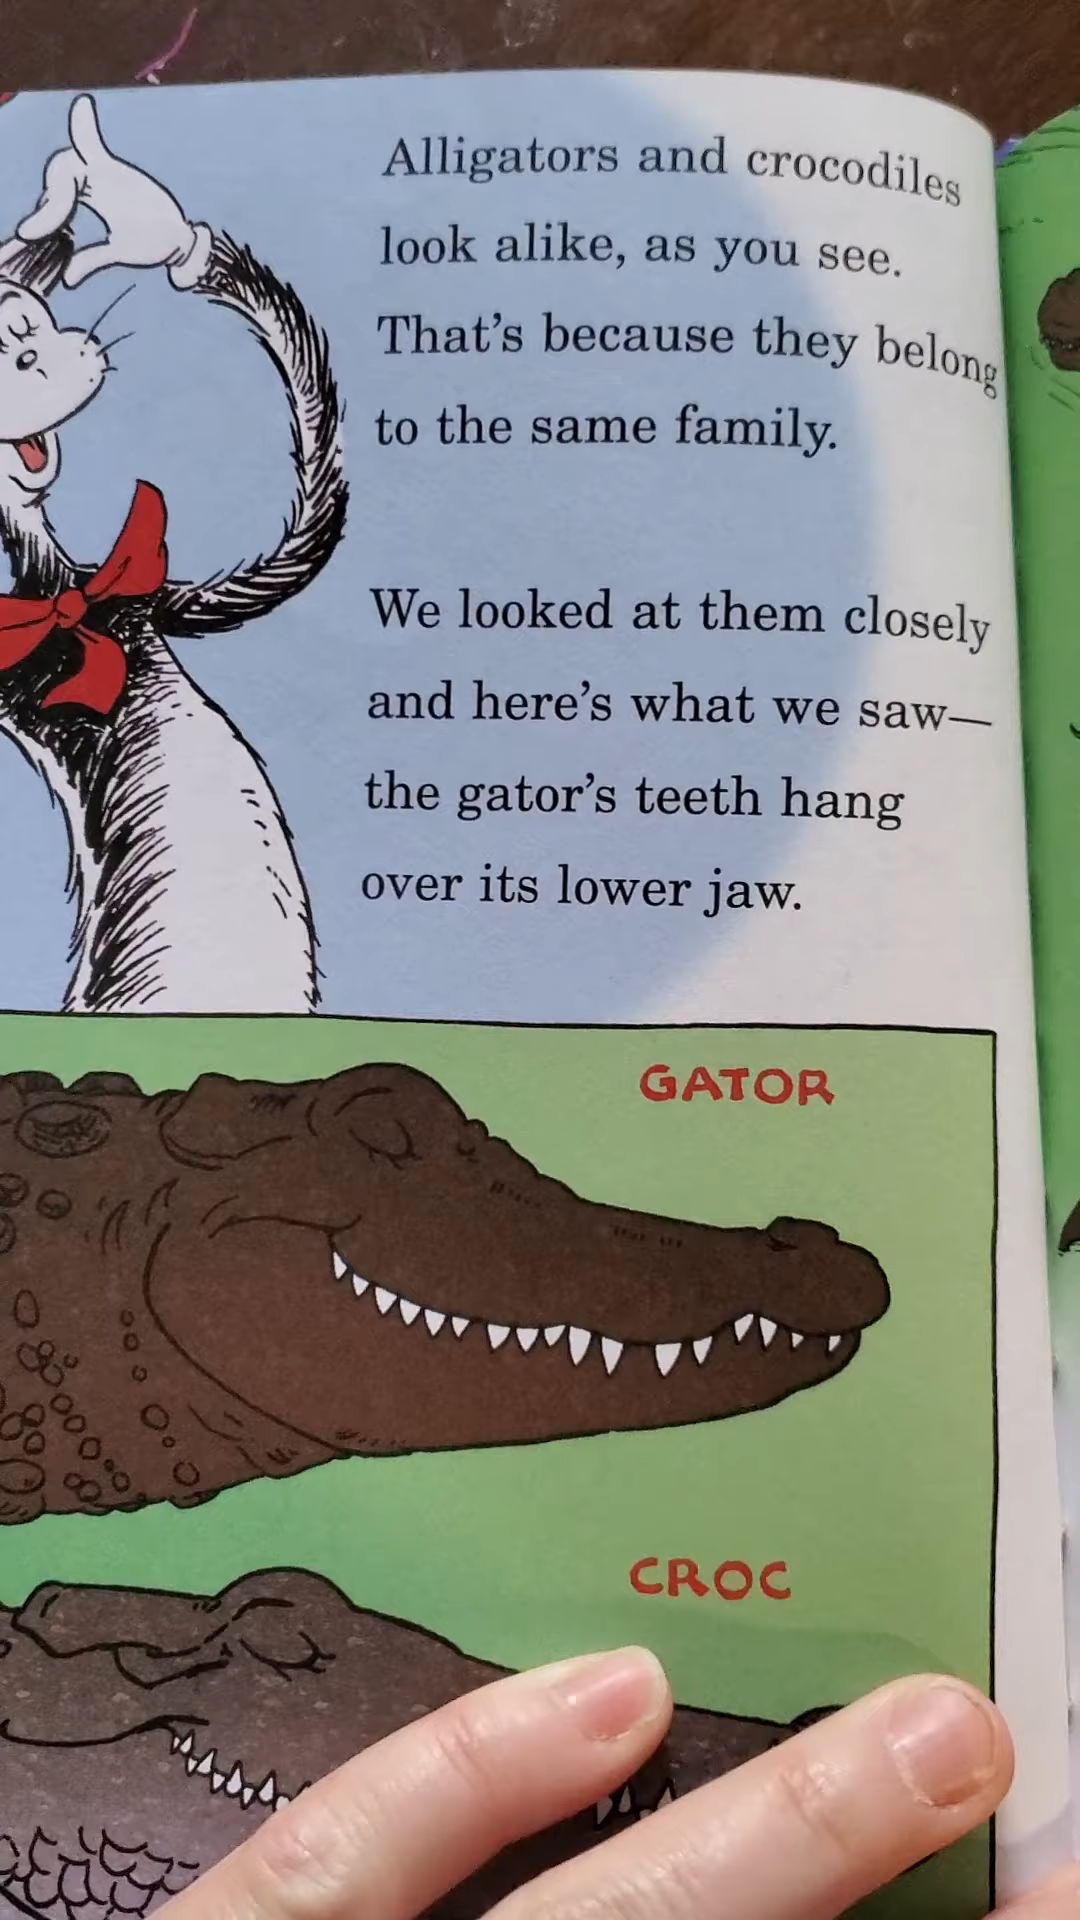 Alligators and crocodiles
look alike, as you see.
That's because they belong
to the same family.
We looked at them closely
and here's what we saw—
the gator's teeth hang
over its lower jaw.
GATOR
CROC